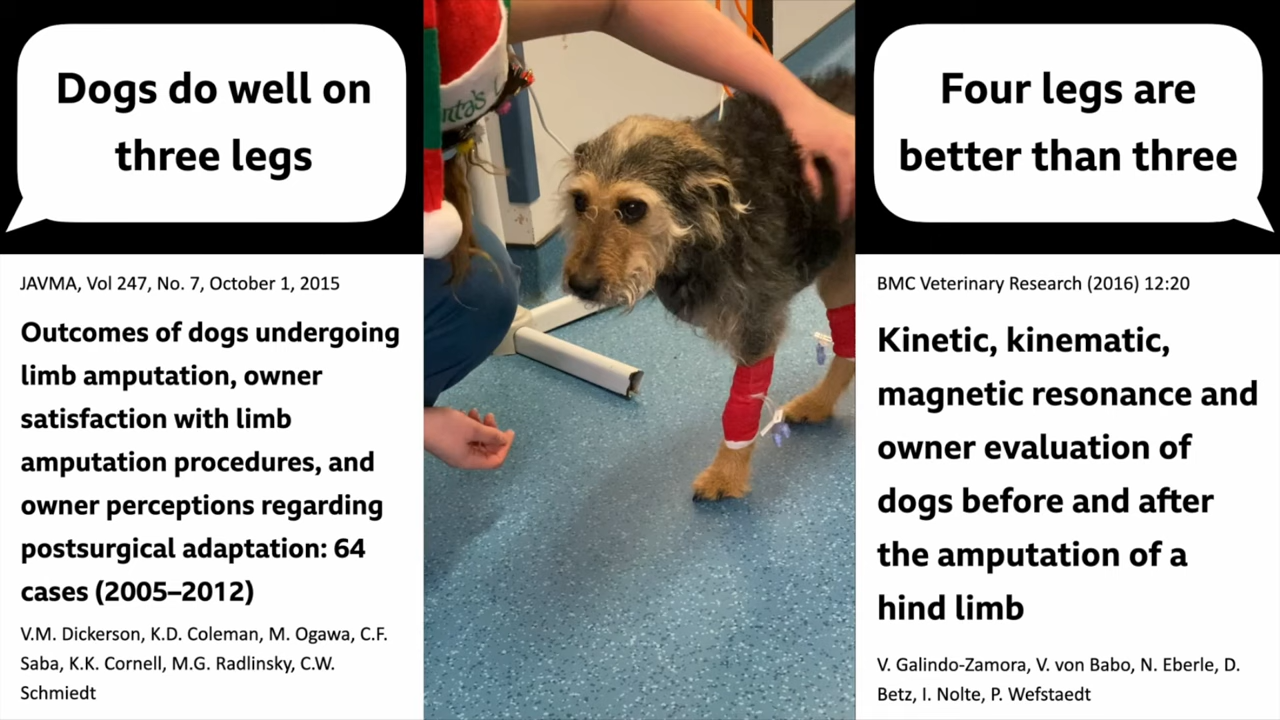 Dogs do well on
three legs
JAVMA, Vol 247, No. 7, October 1, 2015
Outcomes of dogs undergoing
limb amputation, owner
satisfaction with limb
amputation procedures, and
owner perceptions regarding
postsurgical adaptation: 64
cases (2005–2012)
V.M. Dickerson, K.D. Coleman, M. Ogawa, C.F.
Saba, K.K. Cornell, M.G. Radlinsky, C.W.
Schmiedt
Four legs are
better than three
BMC Veterinary Research (2016) 12:20
Kinetic, kinematic,
magnetic resonance and
owner evaluation of
dogs before and after
the amputation of a
hind limb
V. Galindo-Zamora, V. von Babo, N. Eberle, D.
Betz, I. Nolte, P. Wefstaedt